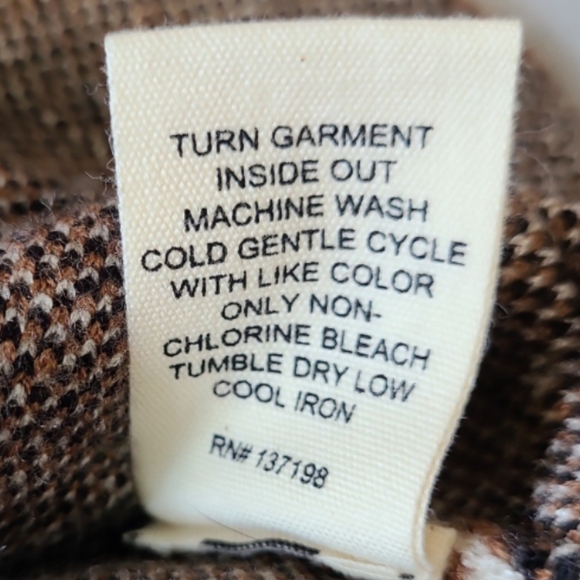 TURN GARMENT
INSIDE OUT
MACHINE WASH
COLD GENTLE CYCLE
WITH LIKE COLOR
ONLY NON-
CHLORINE BLEACH
TUMBLE DRY LOW
COOL IRON
RN# 137198